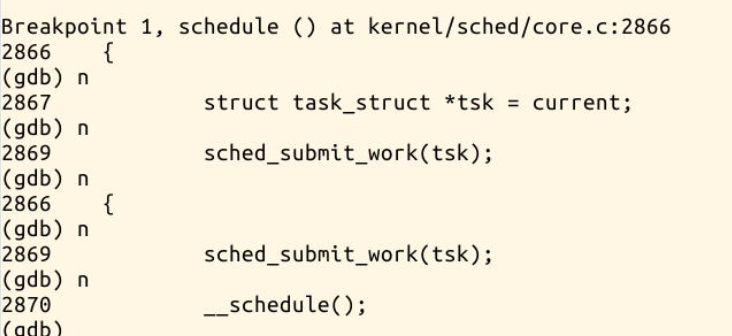 Breakpoint 1, schedule () at kernel/sched/core.c:2866
2866 {
(gdb) n
2867 struct task_struct *tsk = current;
(gdb) n
2869 sched_submit_work(tsk);
(gdb) n
2866 {
(gdb) n
2869 sched_submit_work(tsk);
(gdb) n
2870 __schedule();
(gdb)